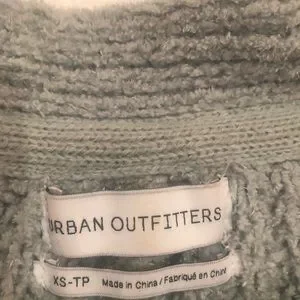 URBAN OUTFITTERS
XS-TP Made in China / Fabriqué en Chine